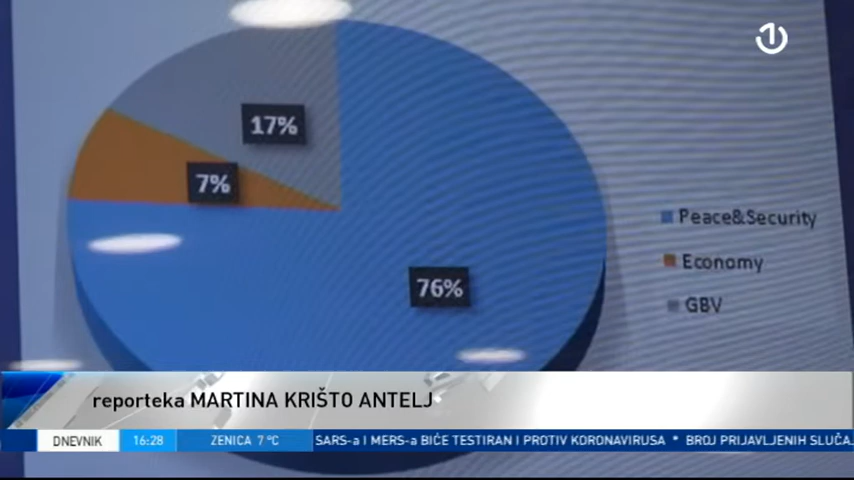 17%
7%
76%
Peace&Security
Economy
GBV
reporteka MARTINA KRIŠTO ANTELJ
DNEVNIK 16:28 ZENICA 7 °C SARS-a I MERS-a BIĆE TESTIRAN I PROTIV KORONAVIRUSA * BROJ PRIJAVLJENIH SLUČAJ